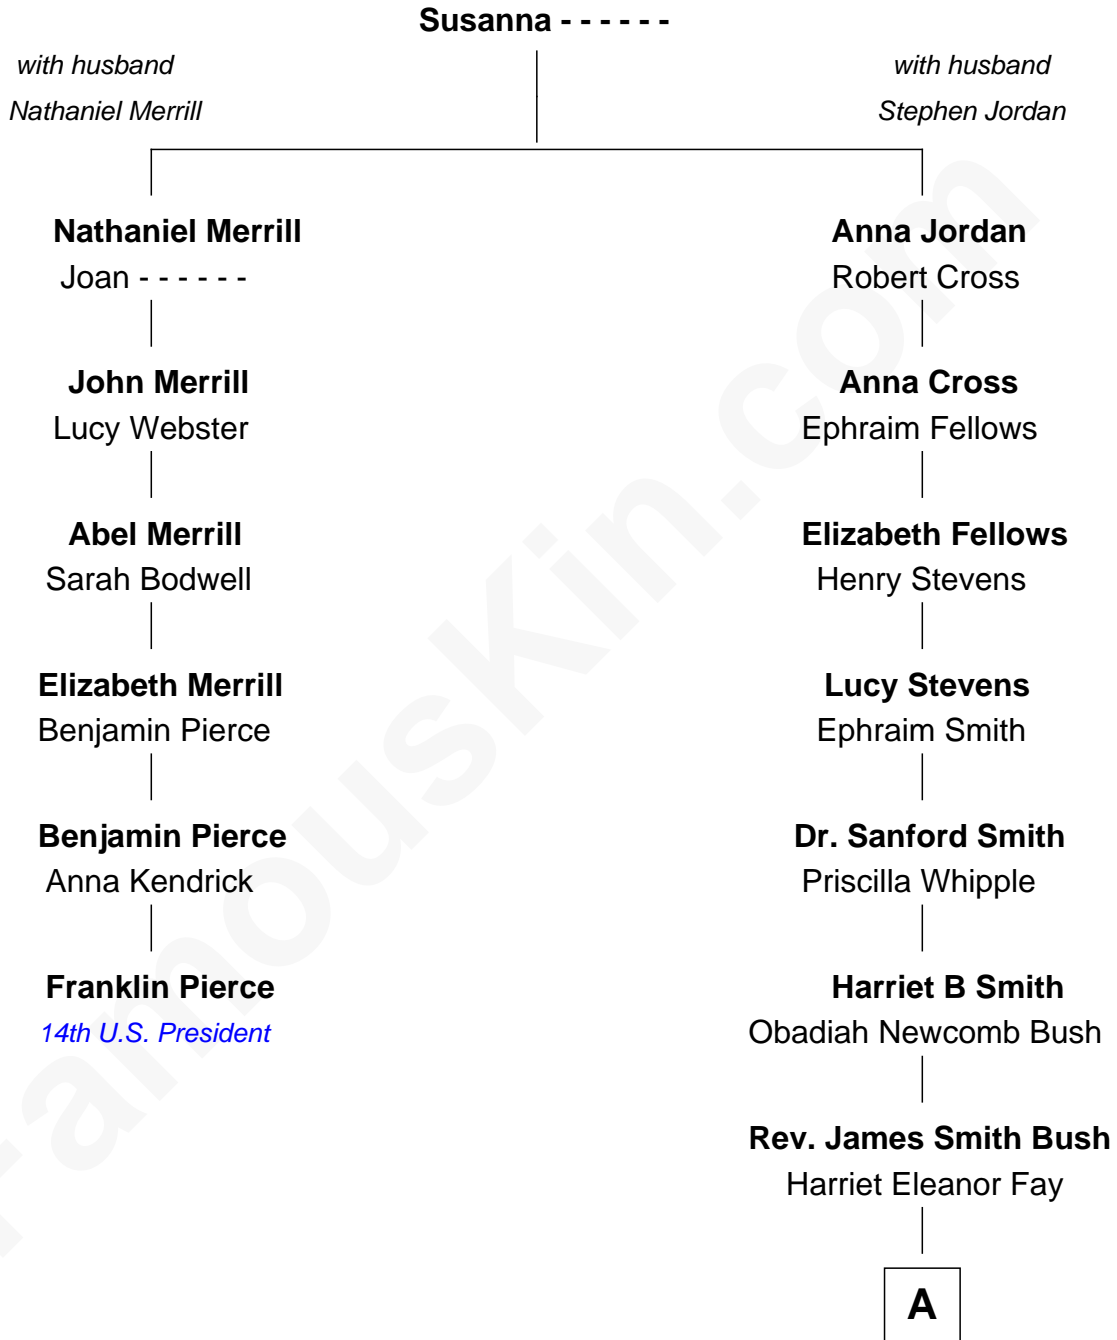 Susanna - - - - - -
with husband
Nathaniel Merrill
with husband
Stephen Jordan
Nathaniel Merrill
Joan - - - - - -
John Merrill
Lucy Webster
Abel Merrill
Sarah Bodwell
Elizabeth Merrill
Benjamin Pierce
Benjamin Pierce
Anna Kendrick
Franklin Pierce
14th U.S. President
Anna Jordan
Robert Cross
Anna Cross
Ephraim Fellows
Elizabeth Fellows
Henry Stevens
Lucy Stevens
Ephraim Smith
Dr. Sanford Smith
Priscilla Whipple
Harriet B Smith
Obadiah Newcomb Bush
Rev. James Smith Bush
Harriet Eleanor Fay
A
FamousKin.com